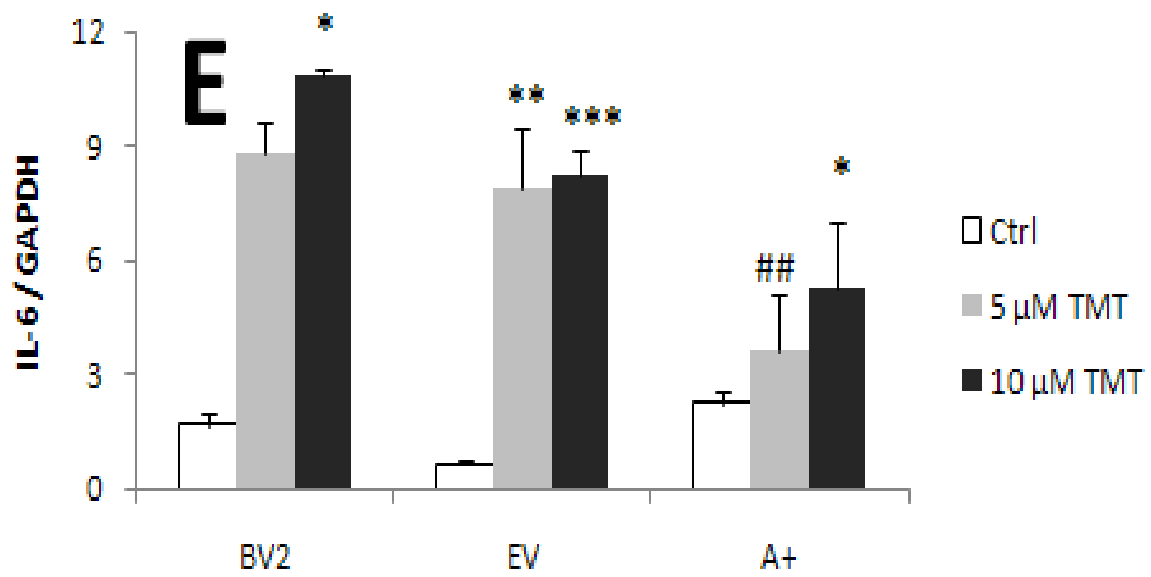 E
IL-6 / GAPDH
12
9
6
3
0
*
**
***
##
*
BV2
EV
A+
Ctrl
5 µM TMT
10 µM TMT